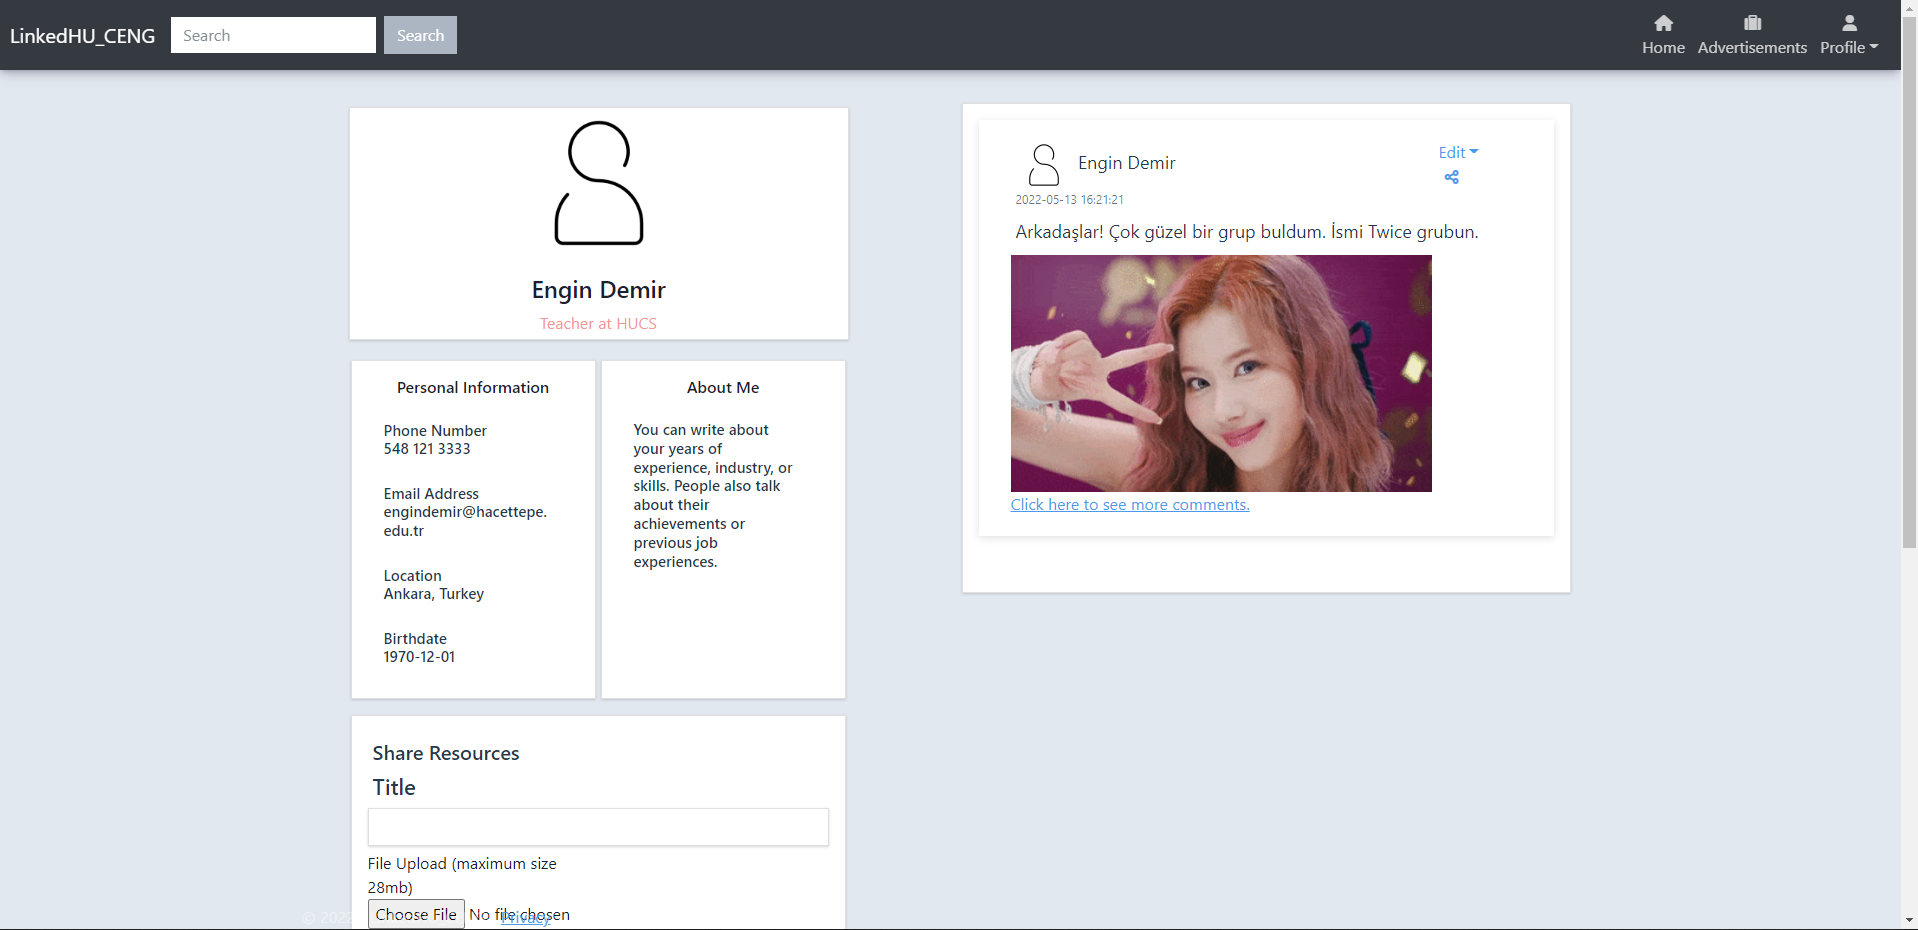 LinkedHU_CENG
Search
Search
Home
Advertisements
Profile
Engin Demir
Teacher at HUCS
Personal Information
Phone Number
548 121 3333
Email Address
engindemir@hacettepe.
edu.tr
Location
Ankara, Turkey
Birthdate
1970-12-01
About Me
You can write about
your years of
experience, industry, or
skills. People also talk
about their
achievements or
previous job
experiences.
Share Resources
Title
File Upload (maximum size
28mb)
Choose File No file chosen
© 2022
Privacy
Engin Demir
Edit
2022-05-13 16:21:21
Arkadaşlar! Çok güzel bir grup buldum. İsmi Twice grubun.
Click here to see more comments.